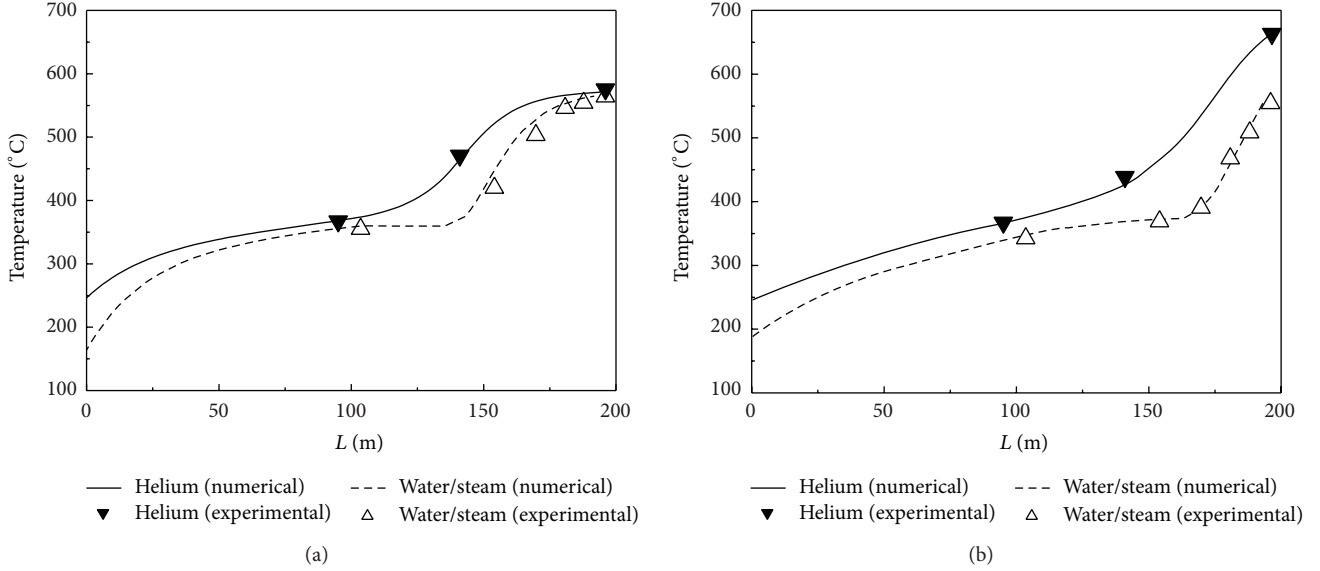 700
600
500
400
300
200
100
Temperature (°C)
0
50
100
150
200
L (m)
Helium (numerical)
Helium (experimental)
Water/steam (numerical)
Water/steam (experimental)
(a)
700
600
500
400
300
200
100
Temperature (°C)
0
50
100
150
200
L (m)
Helium (numerical)
Helium (experimental)
Water/steam (numerical)
Water/steam (experimental)
(b)